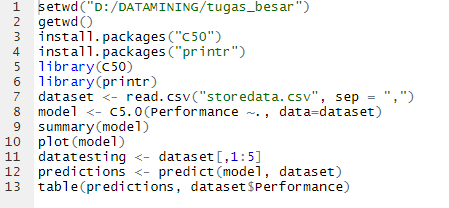 1 setwd("D:/DATAMINING/tugas_besar")
2 getwd()
3 install.packages("C50")
4 install.packages("printr")
5 library(C50)
6 library(printr)
7 dataset <- read.csv("storedata.csv", sep = ",")
8 model <- C5.0(Performance ~., data=dataset)
9 summary(model)
10 plot(model)
11 datatesting <- dataset[,1:5]
12 predictions <- predict(model, dataset)
13 table(predictions, dataset$Performance)